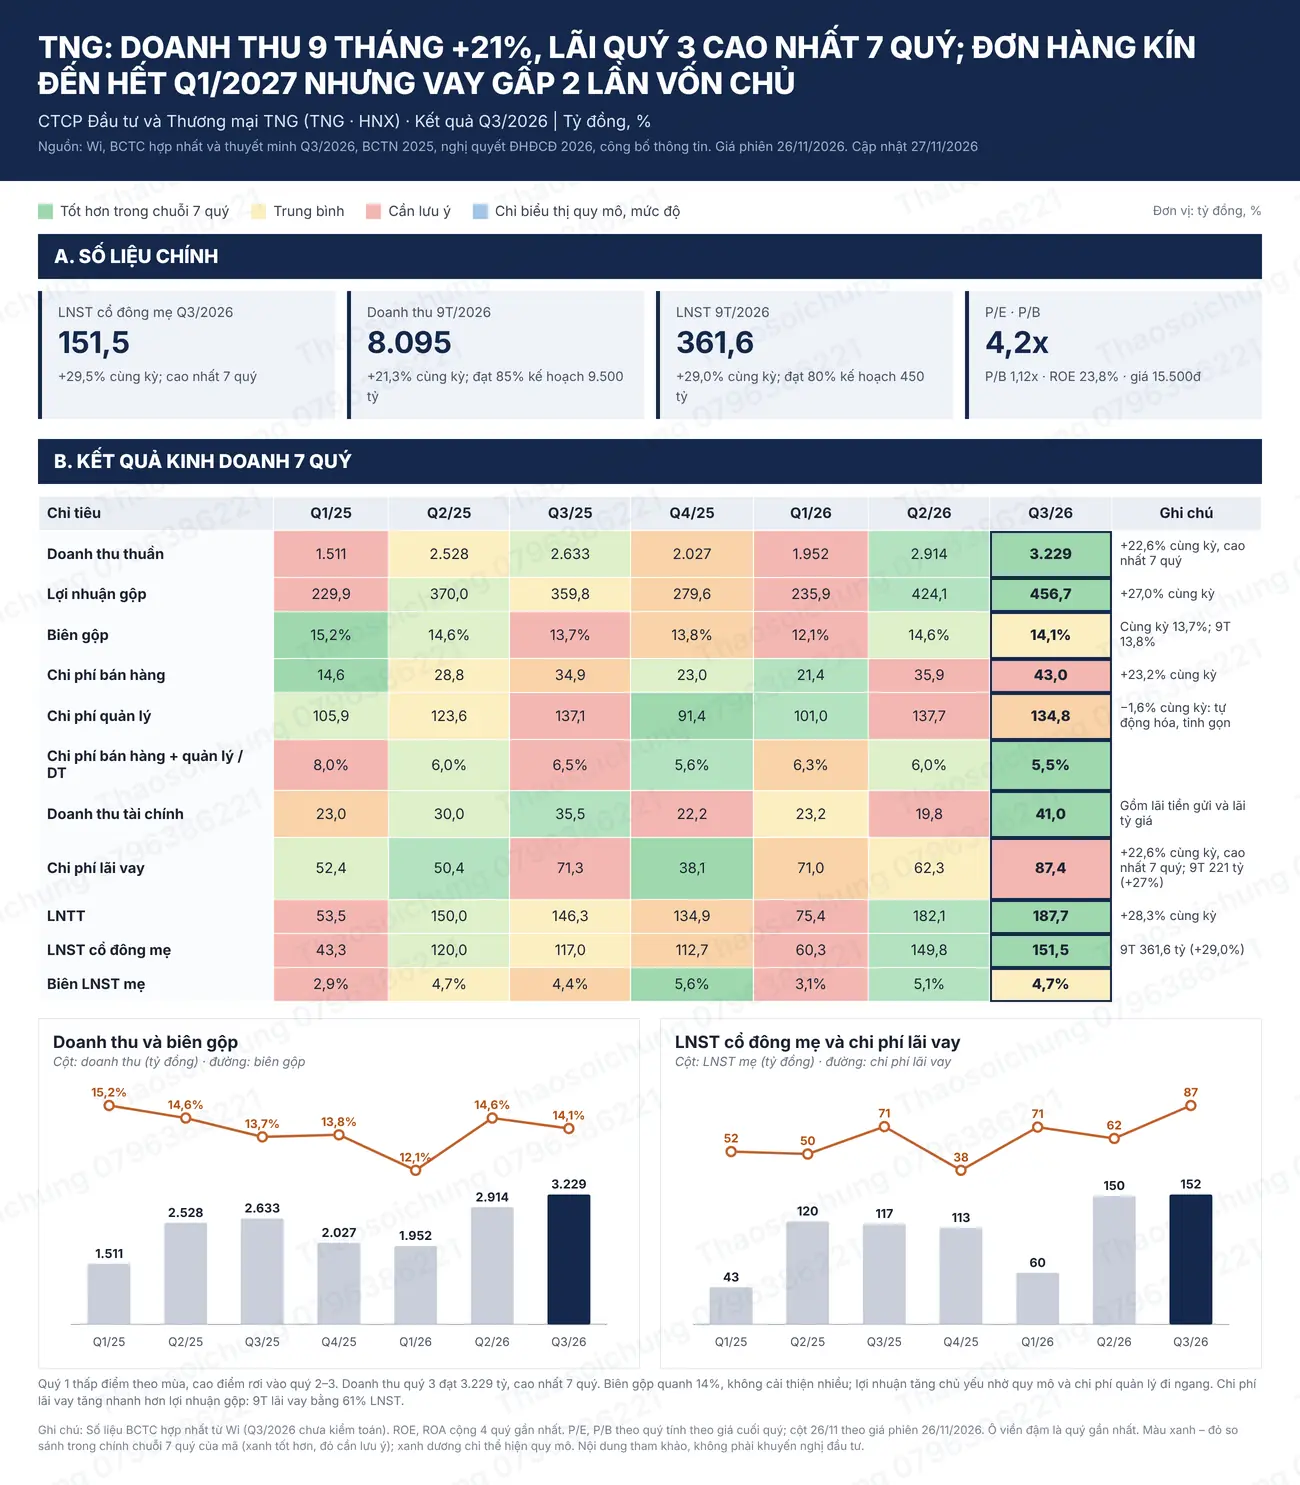 TNG: DOANH THU 9 THÁNG +21%, LÃI QUÝ 3 CAO NHẤT 7 QUÝ; ĐƠN HÀNG KÍN
ĐẾN HẾT Q1/2027 NHƯNG VAY GẤP 2 LẦN VỐN CHỦ
CTCP Đầu tư và Thương mại TNG (TNG · HNX) · Kết quả Q3/2026 | Tỷ đồng, %
Nguồn: Wi, BCTC hợp nhất và thuyết minh Q3/2026, BCTN 2025, nghị quyết ĐHĐCĐ 2026, công bố thông tin. Giá phiên 26/11/2026. Cập nhật 27/11/2026
Tốt hơn trong chuỗi 7 quý Trung bình Cần lưu ý Chỉ biểu thị quy mô, mức độ Đơn vị: tỷ đồng, %
A. SỐ LIỆU CHÍNH
LNST cổ đông mẹ Q3/2026
151,5
+29,5% cùng kỳ; cao nhất 7 quý
Doanh thu 9T/2026
8.095
+21,3% cùng kỳ; đạt 85% kế hoạch 9.500
tỷ
LNST 9T/2026
361,6
+29,0% cùng kỳ; đạt 80% kế hoạch 450
tỷ
P/E · P/B
4,2x
P/B 1,12x · ROE 23,8% · giá 15.500đ
B. KẾT QUẢ KINH DOANH 7 QUÝ
Chỉ tiêu Q1/25 Q2/25 Q3/25 Q4/25 Q1/26 Q2/26 Q3/26 Ghi chú
Doanh thu thuần 1.511 2.528 2.633 2.027 1.952 2.914 3.229 +22,6% cùng kỳ, cao
nhất 7 quý
Lợi nhuận gộp 229,9 370,0 359,8 279,6 235,9 424,1 456,7 +27,0% cùng kỳ
Biên gộp 15,2% 14,6% 13,7% 13,8% 12,1% 14,6% 14,1% Cùng kỳ 13,7%; 9T
13,8%
Chi phí bán hàng 14,6 28,8 34,9 23,0 21,4 35,9 43,0 +23,2% cùng kỳ
Chi phí quản lý 105,9 123,6 137,1 91,4 101,0 137,7 134,8 −1,6% cùng kỳ: tự
động hóa, tinh gọn
Chi phí bán hàng + quản lý /
DT 8,0% 6,0% 6,5% 5,6% 6,3% 6,0% 5,5%
Doanh thu tài chính 23,0 30,0 35,5 22,2 23,2 19,8 41,0 Gồm lãi tiền gửi và lãi
tỷ giá
Chi phí lãi vay 52,4 50,4 71,3 38,1 71,0 62,3 87,4 +22,6% cùng kỳ, cao
nhất 7 quý; 9T 221 tỷ
(+27%)
LNTT 53,5 150,0 146,3 134,9 75,4 182,1 187,7 +28,3% cùng kỳ
LNST cổ đông mẹ 43,3 120,0 117,0 112,7 60,3 149,8 151,5 9T 361,6 tỷ (+29,0%)
Biên LNST mẹ 2,9% 4,7% 4,4% 5,6% 3,1% 5,1% 4,7%
Doanh thu và biên gộp
Cột: doanh thu (tỷ đồng) · đường: biên gộp
15,2% 14,6% 13,7% 13,8% 12,1% 14,6% 14,1%
1.511 2.528 2.633 2.027 1.952 2.914 3.229
Q1/25 Q2/25 Q3/25 Q4/25 Q1/26 Q2/26 Q3/26
LNST cổ đông mẹ và chi phí lãi vay
Cột: LNST mẹ (tỷ đồng) · đường: chi phí lãi vay
52 50 71 38 71 62 87
43 120 117 113 60 150 152
Q1/25 Q2/25 Q3/25 Q4/25 Q1/26 Q2/26 Q3/26
Quý 1 thấp điểm theo mùa, cao điểm rơi vào quý 2–3. Doanh thu quý 3 đạt 3.229 tỷ, cao nhất 7 quý. Biên gộp quanh 14%, không cải thiện nhiều; lợi nhuận tăng chủ yếu nhờ quy mô và chi phí quản lý đi ngang. Chi phí
lãi vay tăng nhanh hơn lợi nhuận gộp: 9T lãi vay bằng 61% LNST.
Ghi chú: Số liệu BCTC hợp nhất từ Wi (Q3/2026 chưa kiểm toán). ROE, ROA cộng 4 quý gần nhất. P/E, P/B theo quý tính theo giá cuối quý; cột 26/11 theo giá phiên 26/11/2026. Ô viền đậm là quý gần nhất. Màu xanh – đỏ so
sánh trong chính chuỗi 7 quý của mã (xanh tốt hơn, đỏ cần lưu ý); xanh dương chỉ thể hiện quy mô. Nội dung tham khảo, không phải khuyến nghị đầu tư.
Thaosoichung 0796386221